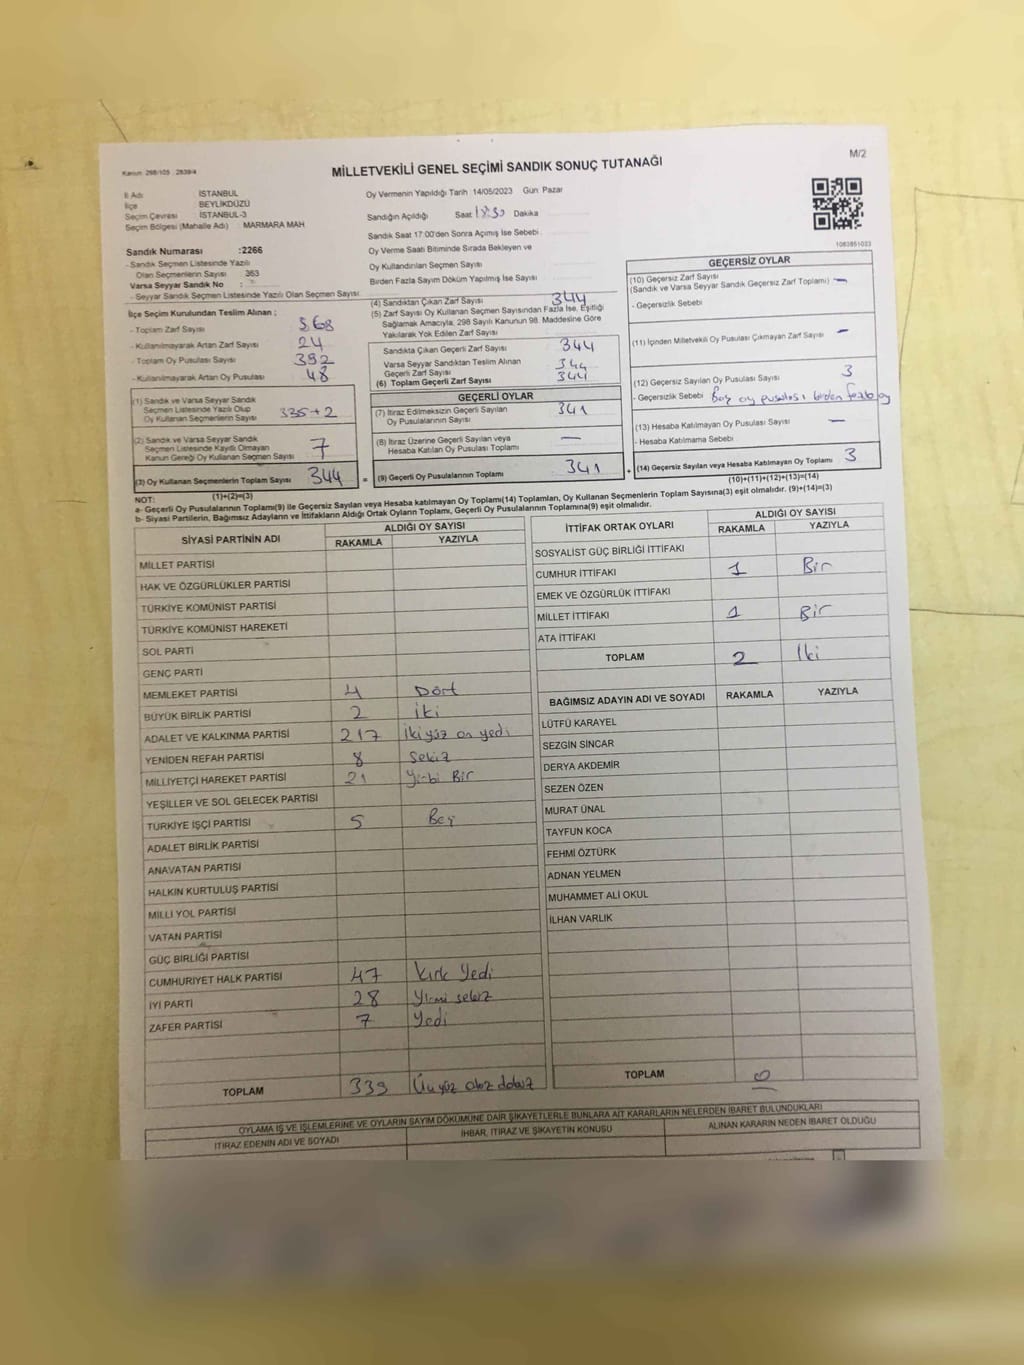 M/2
Kanun 298/105 2839/4
MİLLETVEKİLİ GENEL SEÇİMİ SANDIK SONUÇ TUTANAĞI
İl Adı İSTANBUL
İlçe BEYLİKDÜZÜ
Seçim Çevresi İSTANBUL-3
Seçim Bölgesi (Mahalle Adı) MARMARA MAH
Oy Vermenin Yapıldığı Tarih 14/05/2023 Gün Pazar
Sandığın Açıldığı Saat Dakika
Sandık Saat 17:00'den Sonra Açımış İse Sebebi
Oy Verme Saati Bitiminde Sırada Bekleyen ve
Oy Kullandırılan Seçmen Sayısı
Birden Fazla Sayım Döküm Yapılmış İse Sayısı
1083851023
Sandık Numarası :2266
- Sandık Seçmen Listesinde Yazılı
Olan Seçmenlerin Sayısı 363
Varsa Seyyar Sandık No :
- Seyyar Sandık Seçmen Listesinde Yazılı Olan Seçmen Sayısı
İlçe Seçim Kurulundan Teslim Alınan ;
- Toplam Zarf Sayısı 368
- Kullanılmayarak Artan Zarf Sayısı 24
- Toplam Oy Pusulası Sayısı 392
- Kullanılmayarak Artan Oy Pusulası 48
(1) Sandık ve Varsa Seyyar Sandık
Seçmen Listesinde Yazılı Olup
Oy Kullanan Seçmenlerin Sayısı 335+2
(2) Sandık ve Varsa Seyyar Sandık
Seçmen Listesinde Kayıtlı Olmayan
Kanun Gereği Oy Kullanan Seçmen Sayısı 7
(3) Oy Kullanan Seçmenlerin Toplam Sayısı 344
(4) Sandıktan Çıkan Zarf Sayısı 344
(5) Zarf Sayısı Oy Kullanan Seçmen Sayısından Fazla İse, Eşitliği
Sağlamak Amacıyla, 298 Sayılı Kanunun 98. Maddesine Göre
Yakılarak Yok Edilen Zarf Sayısı
Sandıkta Çıkan Geçerli Zarf Sayısı 344
Varsa Seyyar Sandıktan Teslim Alınan
Geçerli Zarf Sayısı 344
(6) Toplam Geçerli Zarf Sayısı 344
GEÇERLİ OYLAR
(7) İtiraz Edilmeksizin Geçerli Sayılan
Oy Pusulalarının Sayısı 341
(8) İtiraz Üzerine Geçerli Sayılan veya
Hesaba Katılan Oy Pusulası Toplamı —
= (9) Geçerli Oy Pusulalarının Toplamı 341
GEÇERSİZ OYLAR
(10) Geçersiz Zarf Sayısı
(Sandık ve Varsa Seyyar Sandık Geçersiz Zarf Toplamı) —
- Geçersizlik Sebebi
(11) İçinden Milletvekili Oy Pusulası Çıkmayan Zarf Sayısı —
(12) Geçersiz Sayılan Oy Pusulası Sayısı 3
- Geçersizlik Sebebi Boş oy pusulası birden fazla oy
(13) Hesaba Katılmayan Oy Pusulası Sayısı —
- Hesaba Katılmama Sebebi
+ (14) Geçersiz Sayılan veya Hesaba Katılmayan Oy Toplamı 3
(10)+(11)+(12)+(13)=(14)
NOT: (1)+(2)=(3)
a- Geçerli Oy Pusulalarının Toplamı(9) ile Geçersiz Sayılan veya Hesaba katılmayan Oy Toplamı(14) Toplamları, Oy Kullanan Seçmenlerin Toplam Sayısına(3) eşit olmalıdır. (9)+(14)=(3)
b- Siyasi Partilerin, Bağımsız Adayların ve İttifakların Aldığı Ortak Oyların Toplamı, Geçerli Oy Pusulalarının Toplamına(9) eşit olmalıdır.
SİYASİ PARTİNİN ADI ALDIĞI OY SAYISI
RAKAMLA YAZIYLA
MİLLET PARTİSİ
HAK VE ÖZGÜRLÜKLER PARTİSİ
TÜRKİYE KOMÜNİST PARTİSİ
TÜRKİYE KOMÜNİST HAREKETİ
SOL PARTİ
GENÇ PARTİ
MEMLEKET PARTİSİ 4 Dört
BÜYÜK BİRLİK PARTİSİ 2 İki
ADALET VE KALKINMA PARTİSİ 217 İkiyüz on yedi
YENİDEN REFAH PARTİSİ 8 Sekiz
MİLLİYETÇİ HAREKET PARTİSİ 21 Yirmi Bir
YEŞİLLER VE SOL GELECEK PARTİSİ
TÜRKİYE İŞÇİ PARTİSİ 5 Beş
ADALET BİRLİK PARTİSİ
ANAVATAN PARTİSİ
HALKIN KURTULUŞ PARTİSİ
MİLLİ YOL PARTİSİ
VATAN PARTİSİ
GÜÇ BİRLİĞİ PARTİSİ
CUMHURİYET HALK PARTİSİ 47 Kırk Yedi
İYİ PARTİ 28 Yirmi sekiz
ZAFER PARTİSİ 7 Yedi
TOPLAM 339 Üçyüz otuz dokuz
İTTİFAK ORTAK OYLARI ALDIĞI OY SAYISI
RAKAMLA YAZIYLA
SOSYALİST GÜÇ BİRLİĞİ İTTİFAKI
CUMHUR İTTİFAKI 1 Bir
EMEK VE ÖZGÜRLÜK İTTİFAKI
MİLLET İTTİFAKI 1 Bir
ATA İTTİFAKI
TOPLAM 2 İki
BAĞIMSIZ ADAYIN ADI VE SOYADI RAKAMLA YAZIYLA
LÜTFÜ KARAYEL
SEZGİN SİNCAR
DERYA AKDEMİR
SEZEN ÖZEN
MURAT ÜNAL
TAYFUN KOCA
FEHMİ ÖZTÜRK
ADNAN YELMEN
MUHAMMET ALİ OKUL
İLHAN VARLIK
TOPLAM 0
OYLAMA İŞ VE İŞLEMLERİNE VE OYLARIN SAYIM DÖKÜMÜNE DAİR ŞİKAYETLERLE BUNLARA AİT KARARLARIN NELERDEN İBARET BULUNDUKLARI
İTİRAZ EDENİN ADI VE SOYADI İHBAR, İTİRAZ VE ŞİKAYETİN KONUSU ALINAN KARARIN NEDEN İBARET OLDUĞU